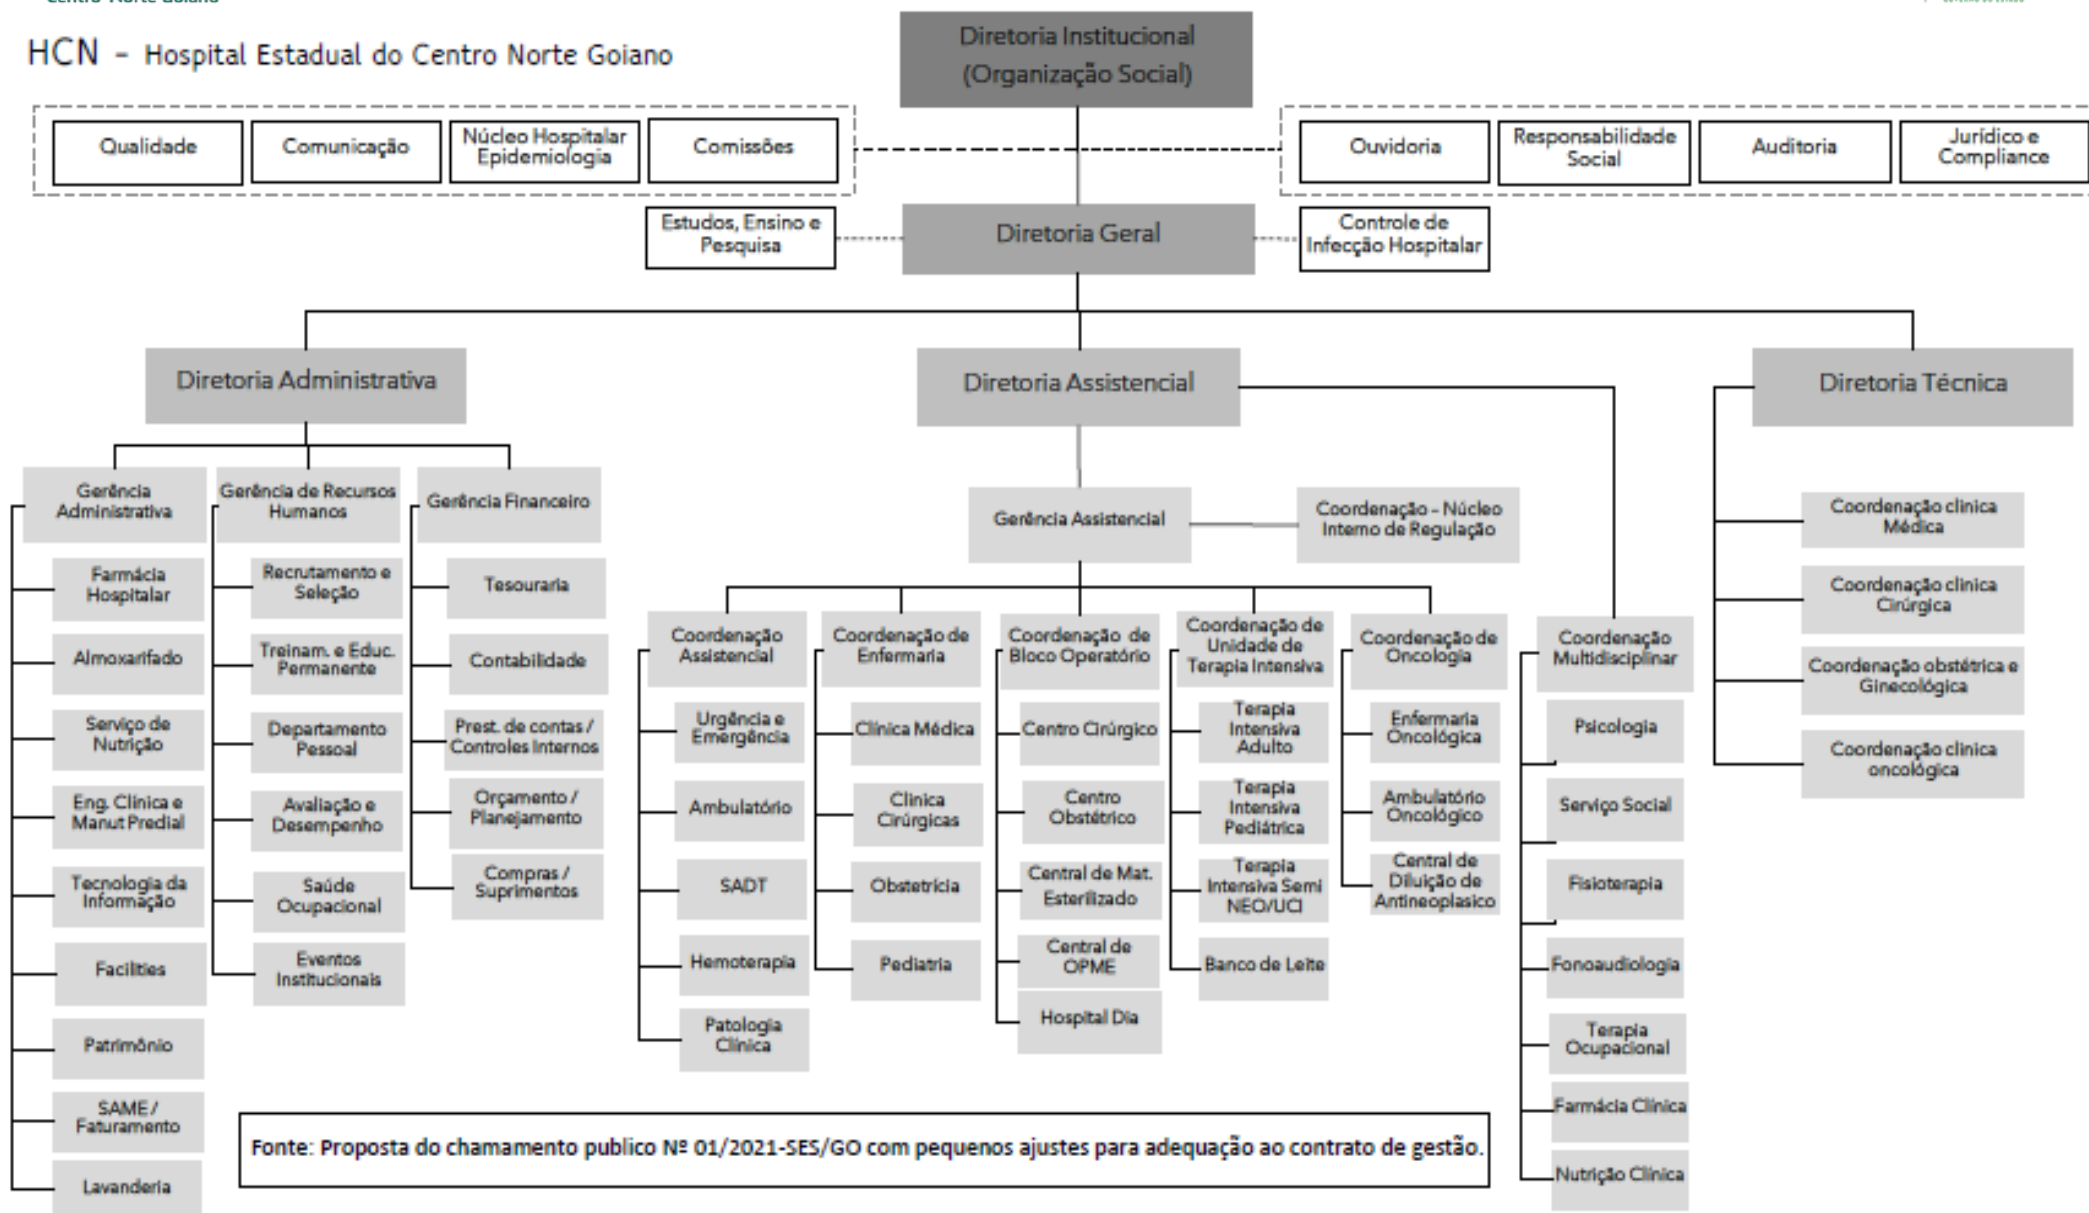 Centro-Norte Goiano
HCN - Hospital Estadual do Centro Norte Goiano
Diretoria Institucional
(Organização Social)
Qualidade
Comunicação
Núcleo Hospitalar
Epidemiologia
Comissões
Ouvidoria
Responsabilidade
Social
Auditoria
Jurídico e
Compliance
Estudos, Ensino e
Pesquisa
Diretoria Geral
Controle de
Infecção Hospitalar
Diretoria Administrativa
Diretoria Assistencial
Diretoria Técnica
Gerência
Administrativa
Gerência de Recursos
Humanos
Gerência Financeiro
Gerência Assistencial
Coordenação - Núcleo
Interno de Regulação
Farmácia
Hospitalar
Almoxarifado
Serviço de
Nutrição
Eng. Clínica e
Manut Predial
Tecnologia da
Informação
Facilities
Patrimônio
SAME /
Faturamento
Lavanderia
Recrutamento e
Seleção
Treinam. e Educ.
Permanente
Departamento
Pessoal
Avaliação e
Desempenho
Saúde
Ocupacional
Eventos
Institucionais
Tesouraria
Contabilidade
Prest. de contas /
Controles Internos
Orçamento /
Planejamento
Compras /
Suprimentos
Coordenação
Assistencial
Urgência e
Emergência
Ambulatório
SADT
Hemoterapia
Patologia
Clínica
Coordenação de
Enfermaria
Clínica Médica
Clinica
Cirúrgicas
Obstetrícia
Pediatria
Coordenação de
Bloco Operatório
Centro Cirúrgico
Centro
Obstétrico
Central de Mat.
Esterilizado
Central de
OPME
Hospital Dia
Coordenação de
Unidade de
Terapia Intensiva
Terapia
Intensiva
Adulto
Terapia
Intensiva
Pediátrica
Terapia
Intensiva Semi
NEO/UCI
Banco de Leite
Coordenação de
Oncologia
Enfermaria
Oncológica
Ambulatório
Oncológico
Central de
Diluição de
Antineoplasico
Coordenação
Multidisciplinar
Psicologia
Serviço Social
Fisioterapia
Fonoaudiologia
Terapia
Ocupacional
Farmácia Clínica
Nutrição Clínica
Coordenação clinica
Médica
Coordenação clinica
Cirúrgica
Coordenação obstétrica e
Ginecológica
Coordenação clinica
oncológica
Fonte: Proposta do chamamento publico Nº 01/2021-SES/GO com pequenos ajustes para adequação ao contrato de gestão.